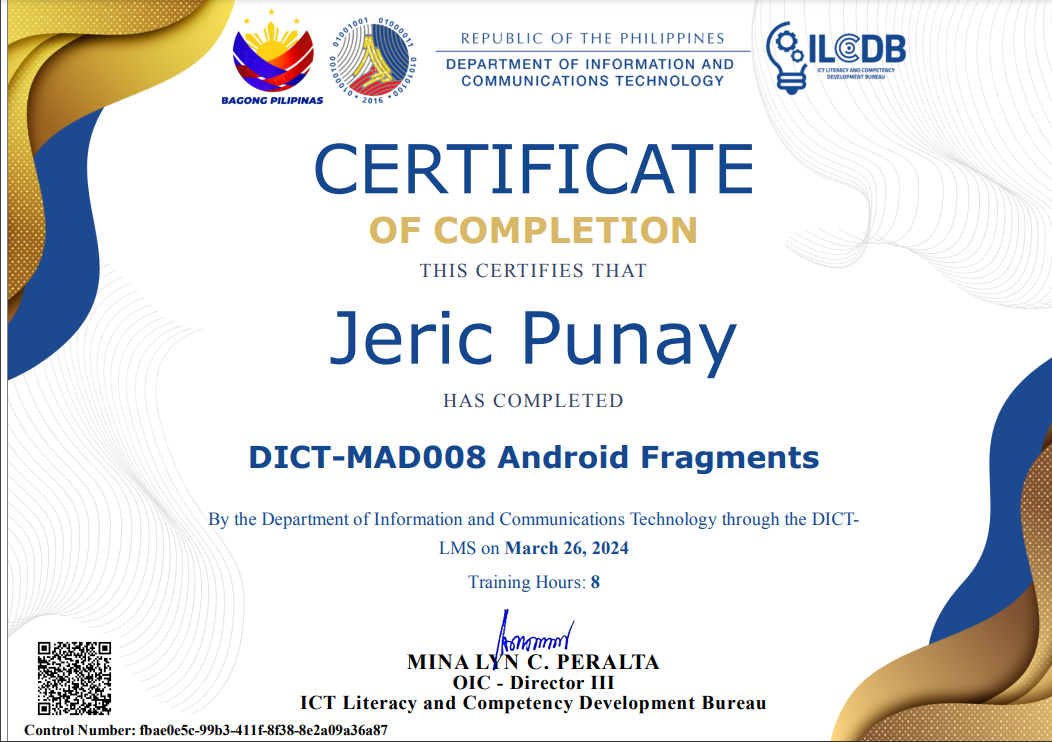 BAGONG PILIPINAS
01001001 01000011 01010100 00000010
2016
REPUBLIC OF THE PHILIPPINES
DEPARTMENT OF INFORMATION AND
COMMUNICATIONS TECHNOLOGY
ILCDB
ICT LITERACY AND COMPETENCY
DEVELOPMENT BUREAU
CERTIFICATE
OF COMPLETION
THIS CERTIFIES THAT
Jeric Punay
HAS COMPLETED
DICT-MAD008 Android Fragments
By the Department of Information and Communications Technology through the DICT-
LMS on March 26, 2024
Training Hours: 8
MINA LYN C. PERALTA
OIC - Director III
ICT Literacy and Competency Development Bureau
Control Number: fbae0e5c-99b3-411f-8f38-8e2a09a36a87